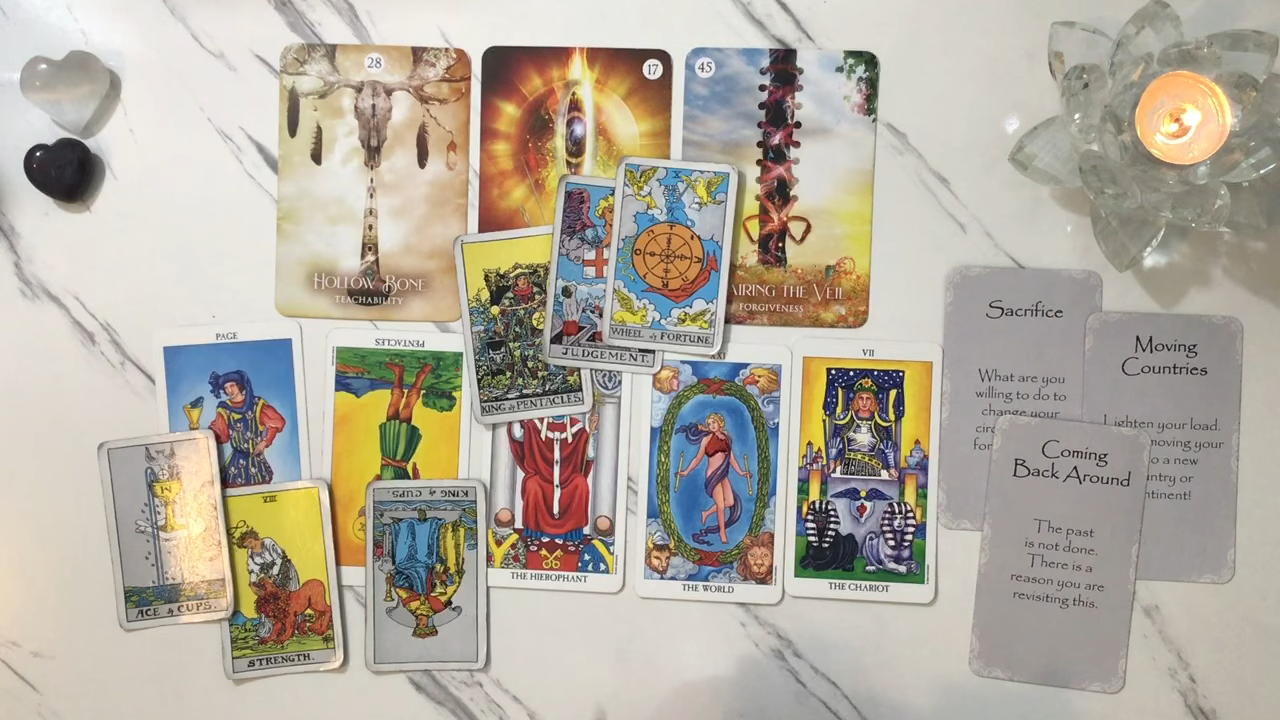 28
HOLLOW BONE
TEACHABILITY
17
45
AIRING THE VEIL
FORGIVENESS
X
WHEEL of FORTUNE.
JUDGEMENT.
KING of PENTACLES.
PAGE
PENTACLES
ACE of CUPS.
VIII
STRENGTH.
KING of CUPS.
THE HIEROPHANT
XXI
THE WORLD
VII
THE CHARIOT
Sacrifice
What are you
willing to do to
change your
Moving
Countries
Lighten your load.
moving your
to a new
Coming
Back Around
The past
is not done.
There is a
reason you are
revisiting this.